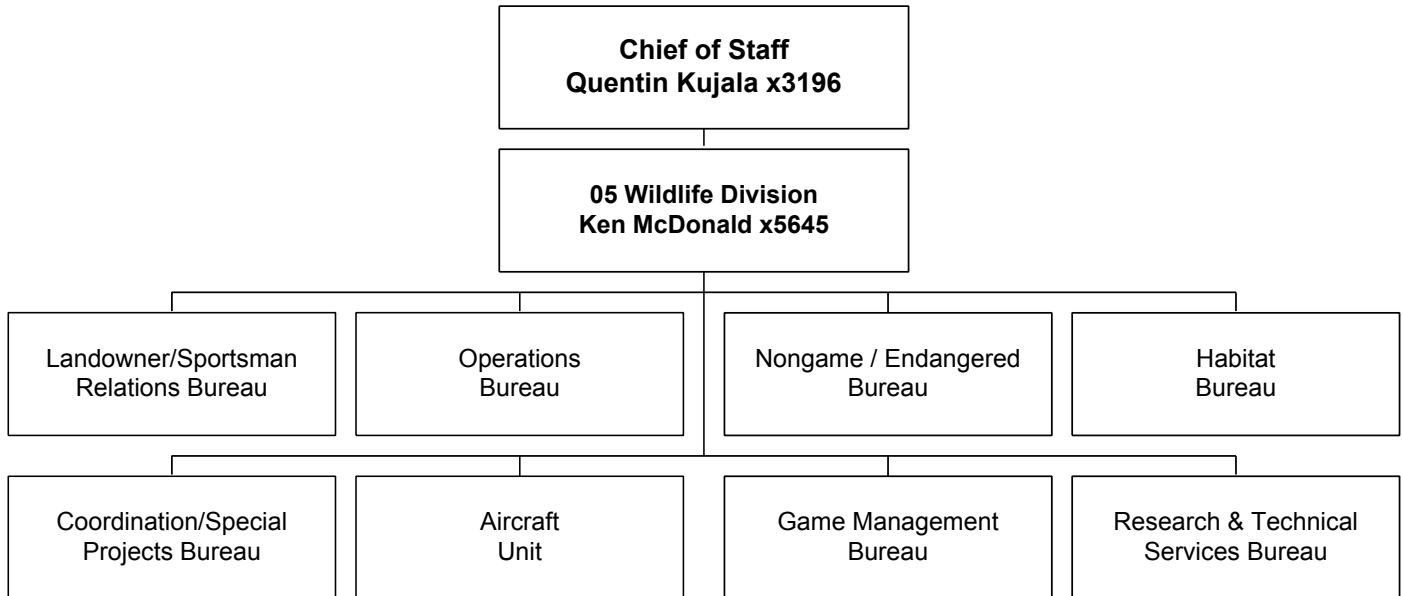 Chief of Staff
Quentin Kujala x3196
05 Wildlife Division
Ken McDonald x5645
Landowner/Sportsman
Relations Bureau
Operations
Bureau
Nongame / Endangered
Bureau
Habitat
Bureau
Coordination/Special
Projects Bureau
Aircraft
Unit
Game Management
Bureau
Research & Technical
Services Bureau